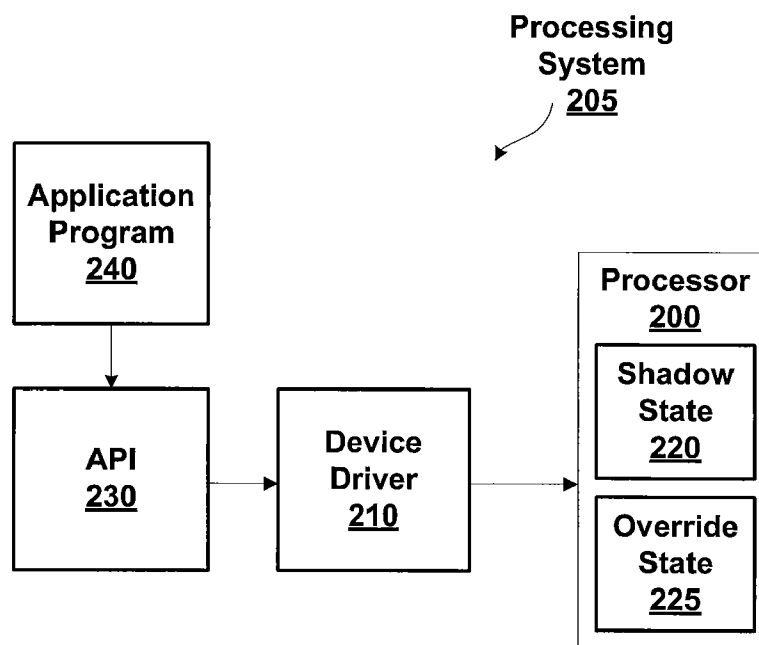 Processing
System
205
Application
Program
240
Processor
200
Shadow
State
220
API
230
Device
Driver
210
Override
State
225